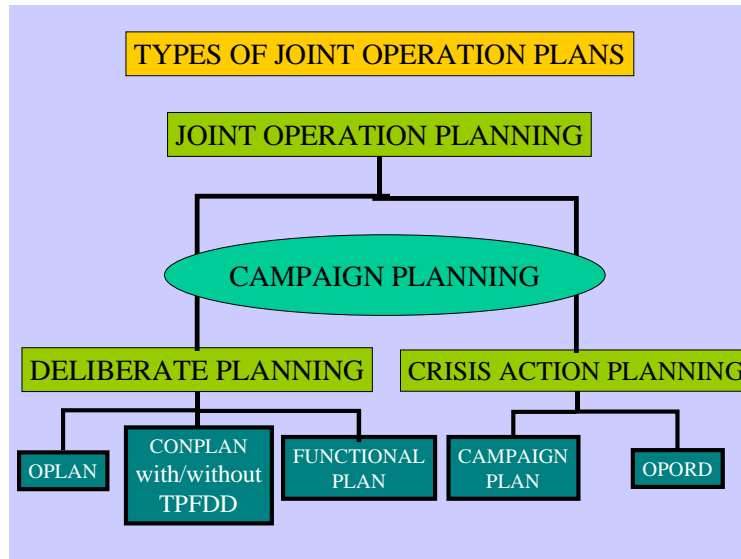 TYPES OF JOINT OPERATION PLANS
JOINT OPERATION PLANNING
CAMPAIGN PLANNING
DELIBERATE PLANNING
CRISIS ACTION PLANNING
OPLAN
CONPLAN
with/without
TPFDD
FUNCTIONAL
PLAN
CAMPAIGN
PLAN
OPORD